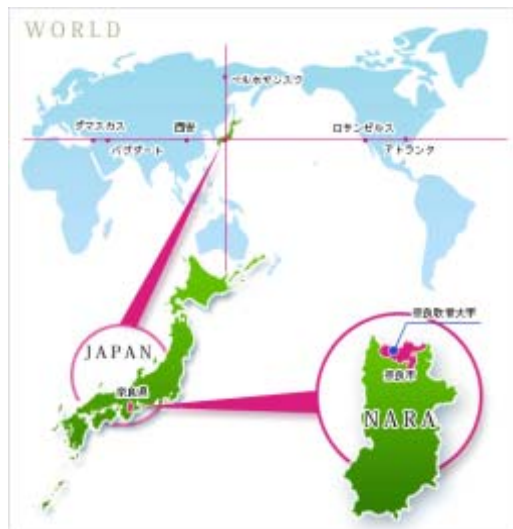 WORLD
ベルホヤンスク
ダマスカス
西安
ロサンゼルス
バグダード
アトランタ
JAPAN
奈良県
奈良教育大学
奈良市
NARA